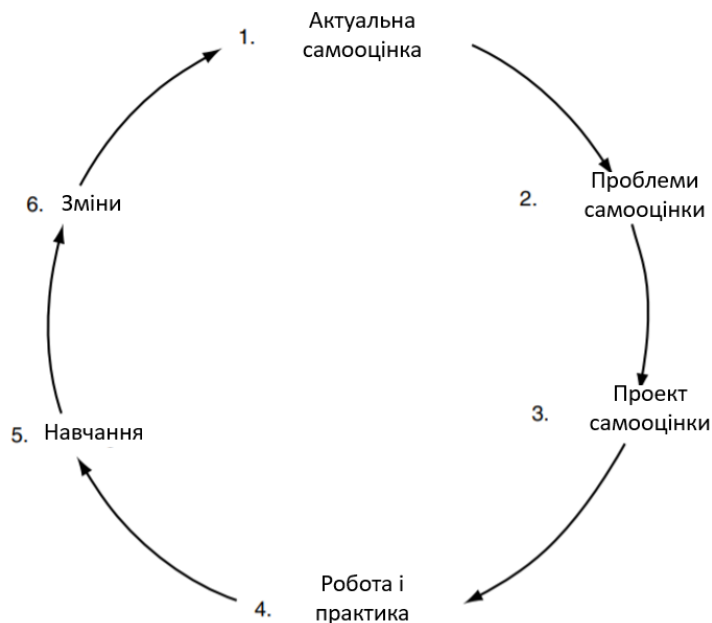 1. Актуальна
самооцінка
2. Проблеми
самооцінки
3. Проект
самооцінки
4. Робота і
практика
5. Навчання
6. Зміни